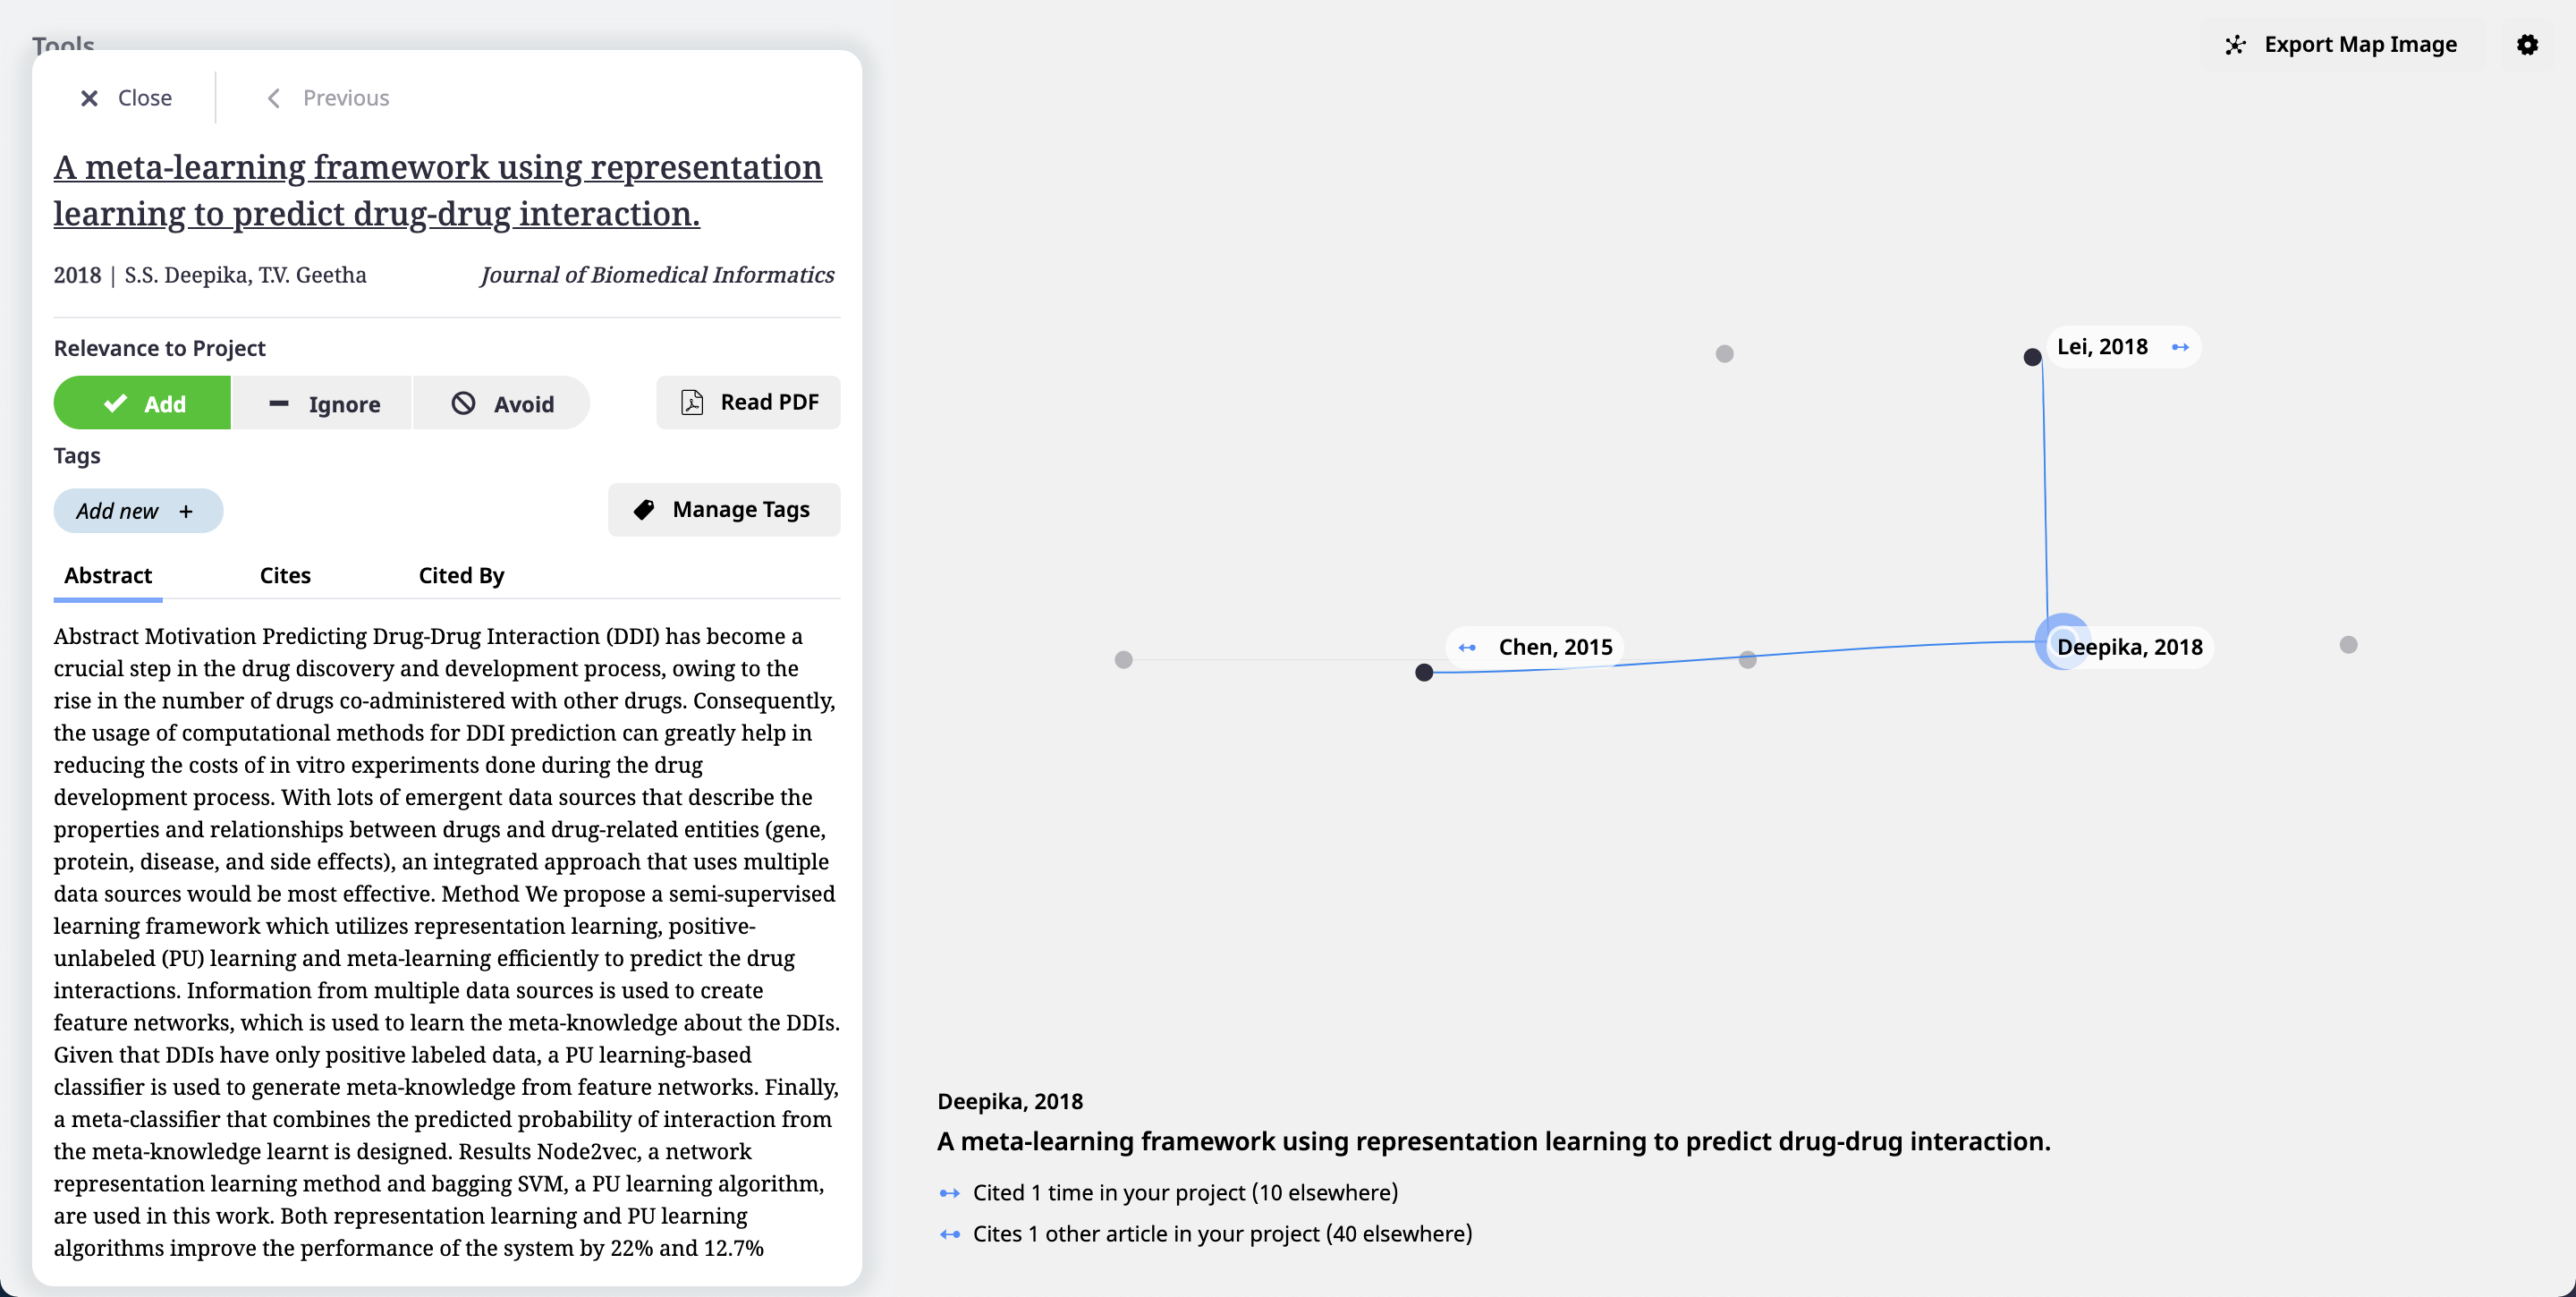 Tools
Export Map Image
Close
Previous
A meta-learning framework using representation
learning to predict drug-drug interaction.
2018 | S.S. Deepika, T.V. Geetha
Journal of Biomedical Informatics
Relevance to Project
Add
Ignore
Avoid
Read PDF
Tags
Add new +
Manage Tags
Abstract
Cites
Cited By
Abstract Motivation Predicting Drug-Drug Interaction (DDI) has become a
crucial step in the drug discovery and development process, owing to the
rise in the number of drugs co-administered with other drugs. Consequently,
the usage of computational methods for DDI prediction can greatly help in
reducing the costs of in vitro experiments done during the drug
development process. With lots of emergent data sources that describe the
properties and relationships between drugs and drug-related entities (gene,
protein, disease, and side effects), an integrated approach that uses multiple
data sources would be most effective. Method We propose a semi-supervised
learning framework which utilizes representation learning, positive-
unlabeled (PU) learning and meta-learning efficiently to predict the drug
interactions. Information from multiple data sources is used to create
feature networks, which is used to learn the meta-knowledge about the DDIs.
Given that DDIs have only positive labeled data, a PU learning-based
classifier is used to generate meta-knowledge from feature networks. Finally,
a meta-classifier that combines the predicted probability of interaction from
the meta-knowledge learnt is designed. Results Node2vec, a network
representation learning method and bagging SVM, a PU learning algorithm,
are used in this work. Both representation learning and PU learning
algorithms improve the performance of the system by 22% and 12.7%
Lei, 2018
Chen, 2015
Deepika, 2018
Deepika, 2018
A meta-learning framework using representation learning to predict drug-drug interaction.
Cited 1 time in your project (10 elsewhere)
Cites 1 other article in your project (40 elsewhere)